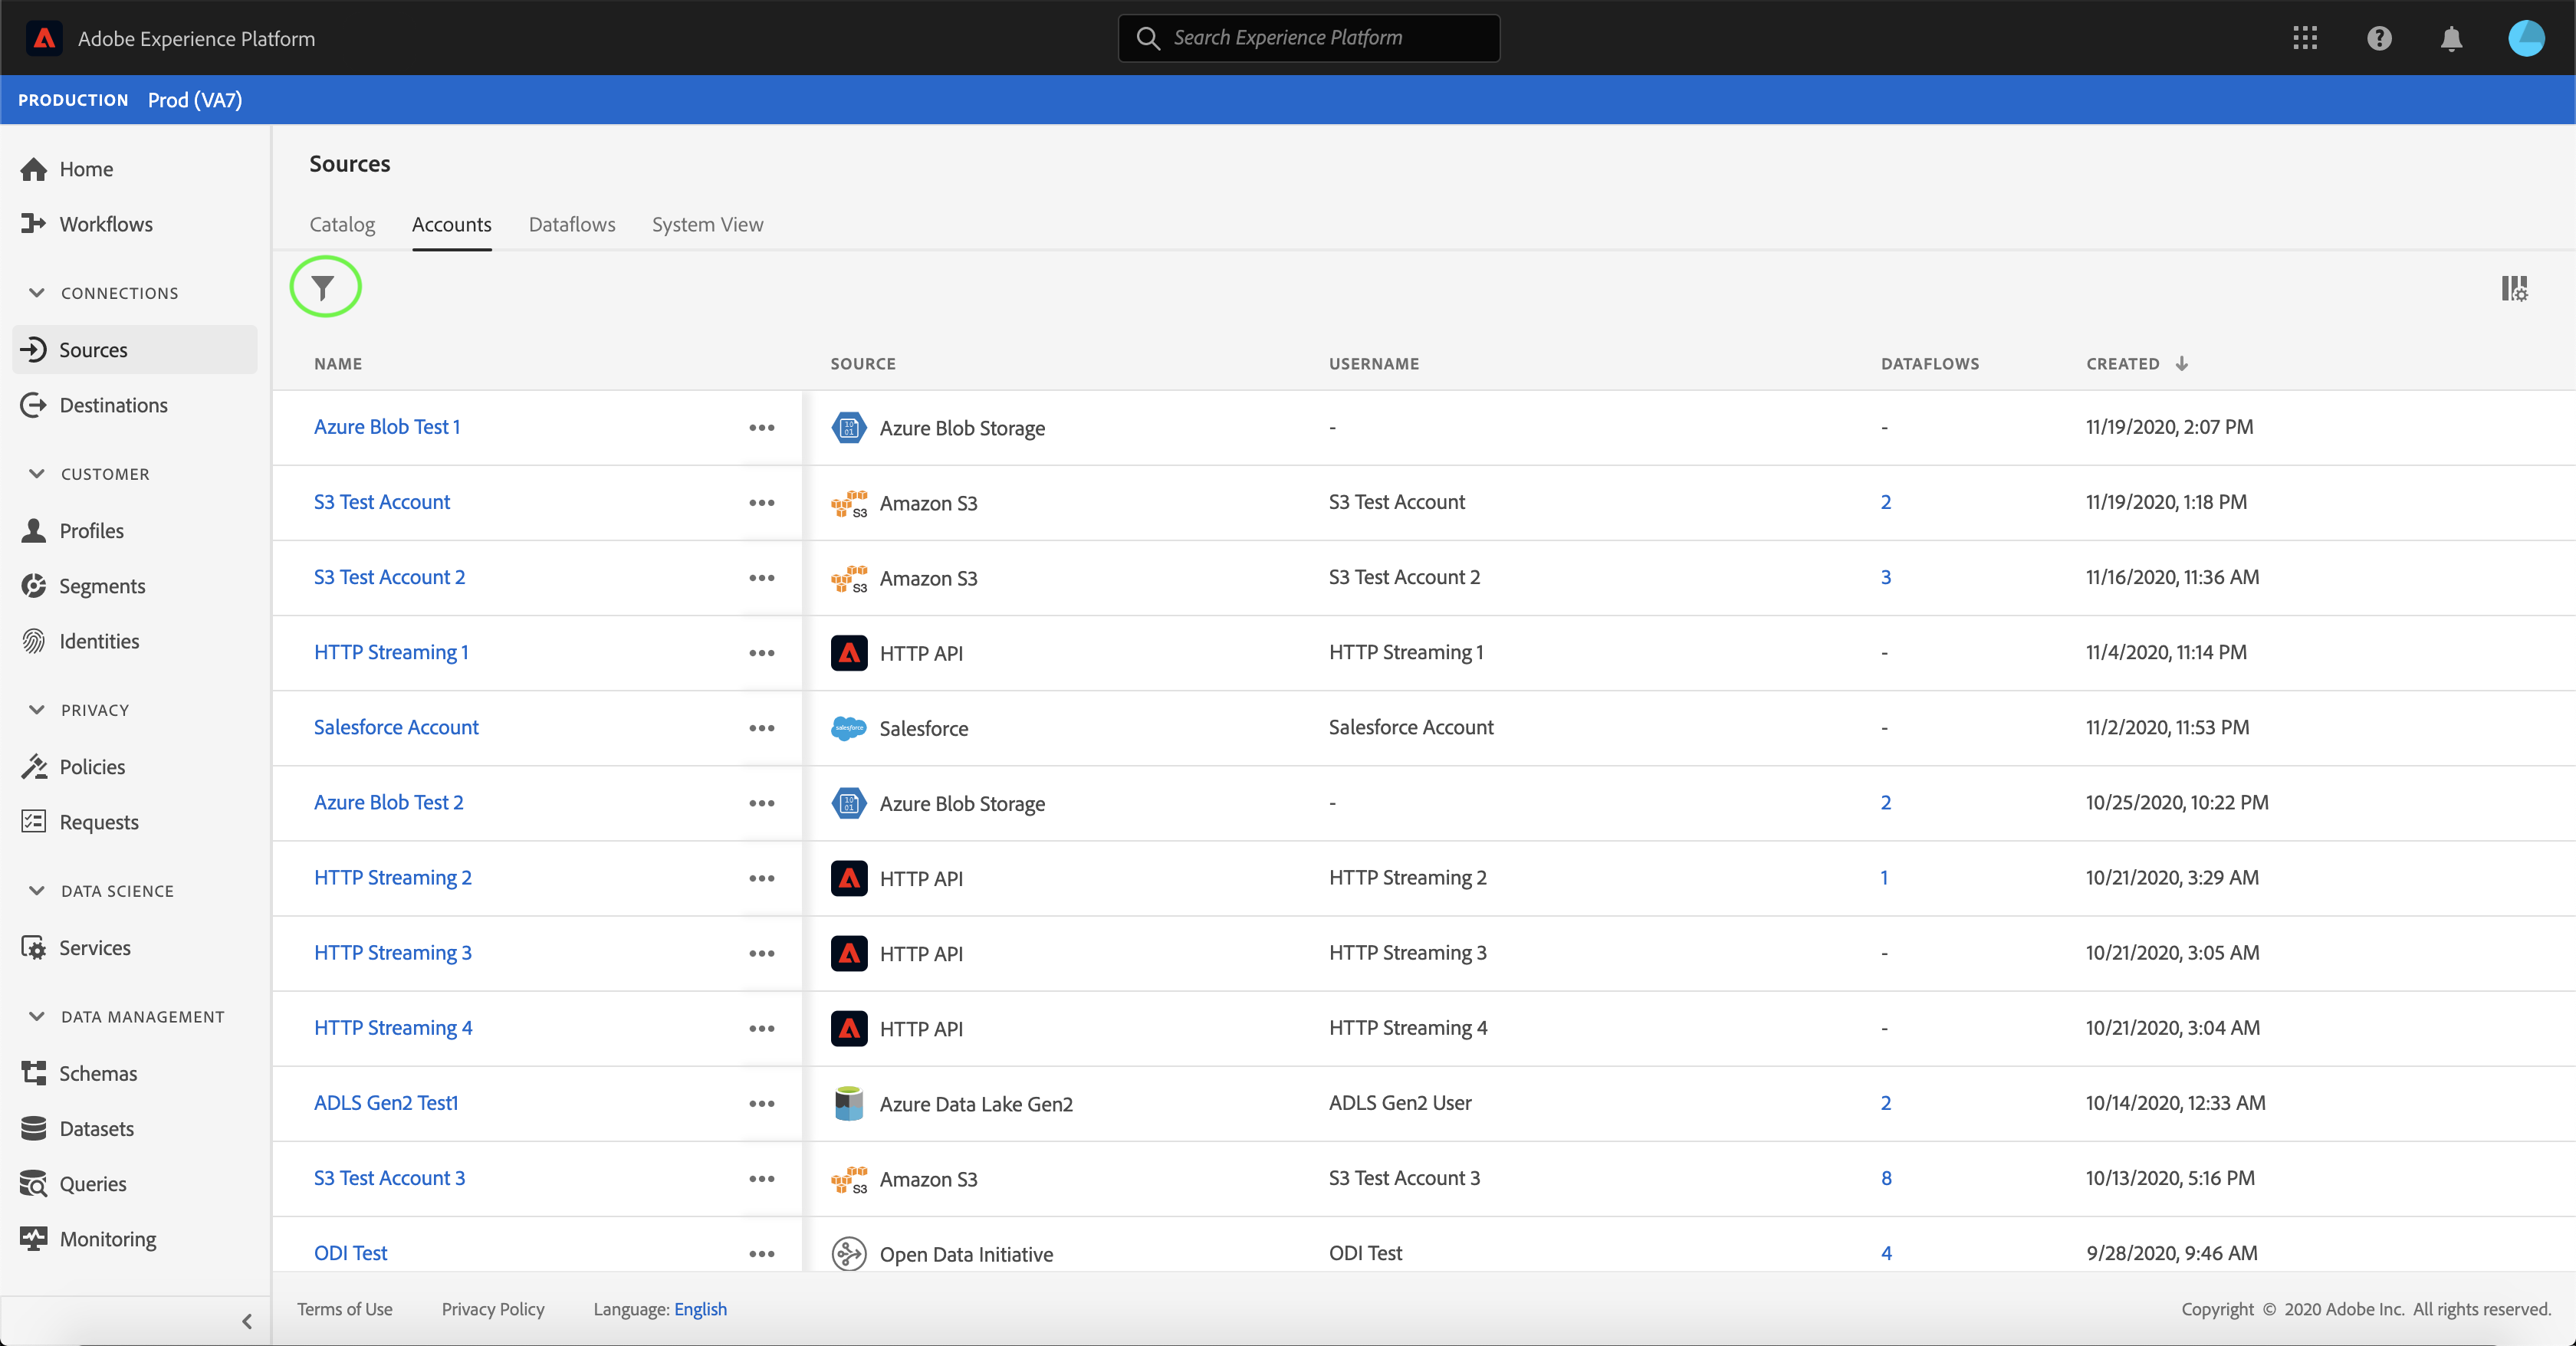 Adobe Experience Platform
Search Experience Platform
PRODUCTION Prod (VA7)
Home
Workflows
CONNECTIONS
Sources
Destinations
CUSTOMER
Profiles
Segments
Identities
PRIVACY
Policies
Requests
DATA SCIENCE
Services
DATA MANAGEMENT
Schemas
Datasets
Queries
Monitoring
Sources
Catalog Accounts Dataflows System View
NAME SOURCE USERNAME DATAFLOWS CREATED
Azure Blob Test 1 Azure Blob Storage - - 11/19/2020, 2:07 PM
S3 Test Account S3 Amazon S3 S3 Test Account 2 11/19/2020, 1:18 PM
S3 Test Account 2 S3 Amazon S3 S3 Test Account 2 3 11/16/2020, 11:36 AM
HTTP Streaming 1 HTTP API HTTP Streaming 1 - 11/4/2020, 11:14 PM
Salesforce Account salesforce Salesforce Salesforce Account - 11/2/2020, 11:53 PM
Azure Blob Test 2 Azure Blob Storage - 2 10/25/2020, 10:22 PM
HTTP Streaming 2 HTTP API HTTP Streaming 2 1 10/21/2020, 3:29 AM
HTTP Streaming 3 HTTP API HTTP Streaming 3 - 10/21/2020, 3:05 AM
HTTP Streaming 4 HTTP API HTTP Streaming 4 - 10/21/2020, 3:04 AM
ADLS Gen2 Test1 Azure Data Lake Gen2 ADLS Gen2 User 2 10/14/2020, 12:33 AM
S3 Test Account 3 S3 Amazon S3 S3 Test Account 3 8 10/13/2020, 5:16 PM
ODI Test Open Data Initiative ODI Test 4 9/28/2020, 9:46 AM
Terms of Use Privacy Policy Language: English Copyright © 2020 Adobe Inc. All rights reserved.